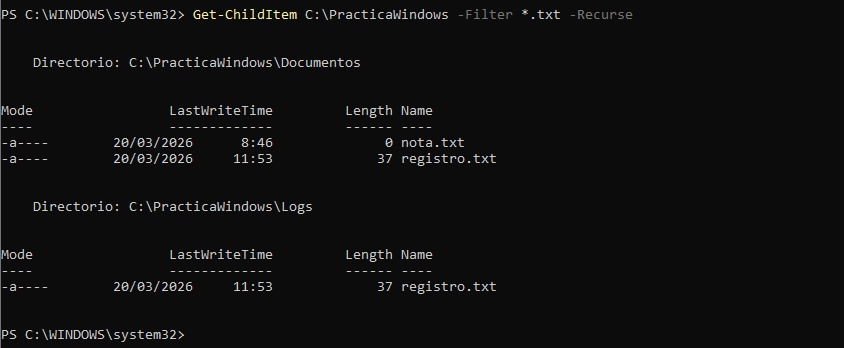 PS C:\WINDOWS\system32> Get-ChildItem C:\PracticaWindows -Filter *.txt -Recurse
Directorio: C:\PracticaWindows\Documentos
Mode LastWriteTime Length Name
---- ------------- ------ ----
-a---- 20/03/2026 8:46 0 nota.txt
-a---- 20/03/2026 11:53 37 registro.txt
Directorio: C:\PracticaWindows\Logs
Mode LastWriteTime Length Name
---- ------------- ------ ----
-a---- 20/03/2026 11:53 37 registro.txt
PS C:\WINDOWS\system32>